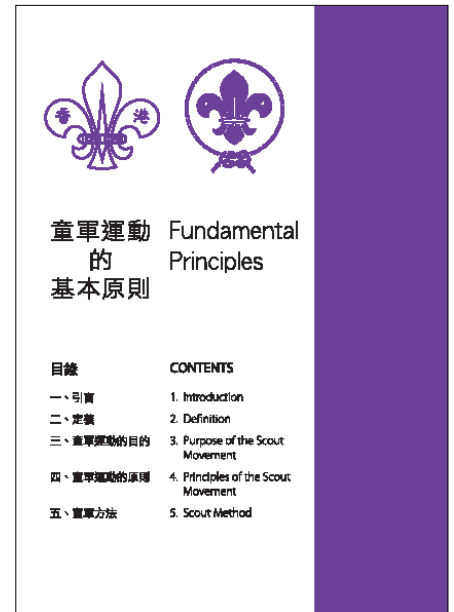 香 港
童軍運動
的
基本原則
Fundamental
Principles
目錄
一、引言
二、定義
三、童軍運動的目的
四、童軍運動的原則
五、童軍方法
CONTENTS
1. Introduction
2. Definition
3. Purpose of the Scout
Movement
4. Principles of the Scout
Movement
5. Scout Method